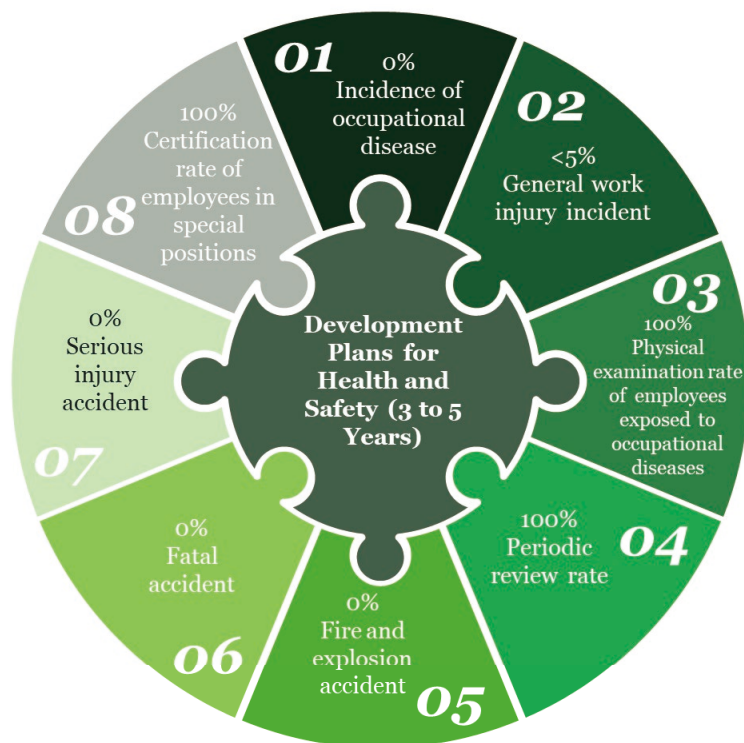 01
0%
Incidence of
occupational
disease
02
<5%
General work
injury incident
03
100%
Physical
examination rate
of employees
exposed to
occupational
diseases
04
100%
Periodic
review rate
0%
Fire and
explosion
accident
05
0%
Fatal
accident
06
0%
Serious
injury
accident
07
100%
Certification
rate of
employees in
special
positions
08
Development
Plans for
Health and
Safety (3 to 5
Years)